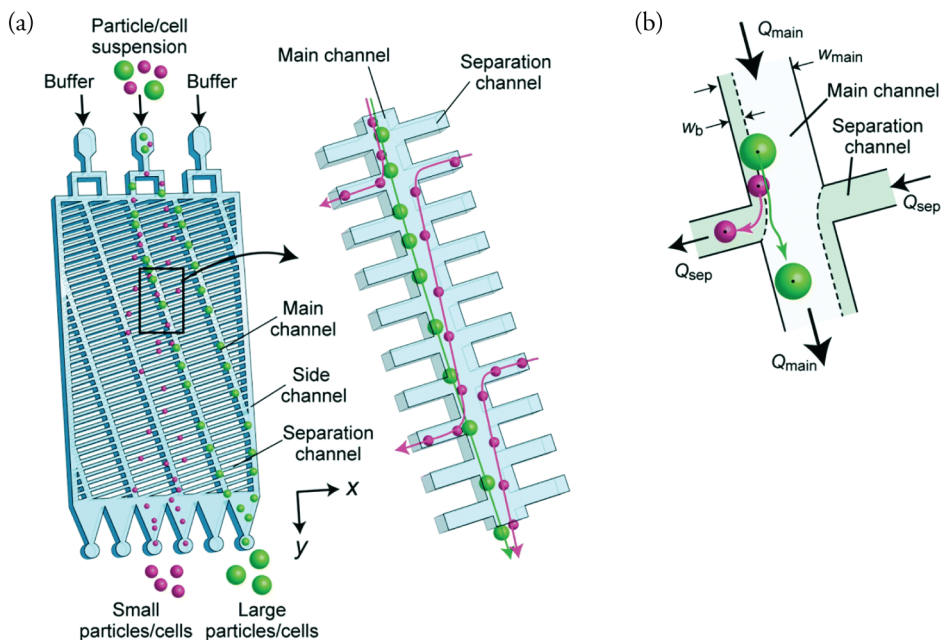 (a)
Particle/cell
suspension
Buffer
Buffer
Main channel
Separation
channel
Main
channel
Side
channel
Separation
channel
x
y
Small
particles/cells
Large
particles/cells
(b)
Qmain
wmain
Main channel
wb
Separation
channel
Qsep
Qsep
Qmain